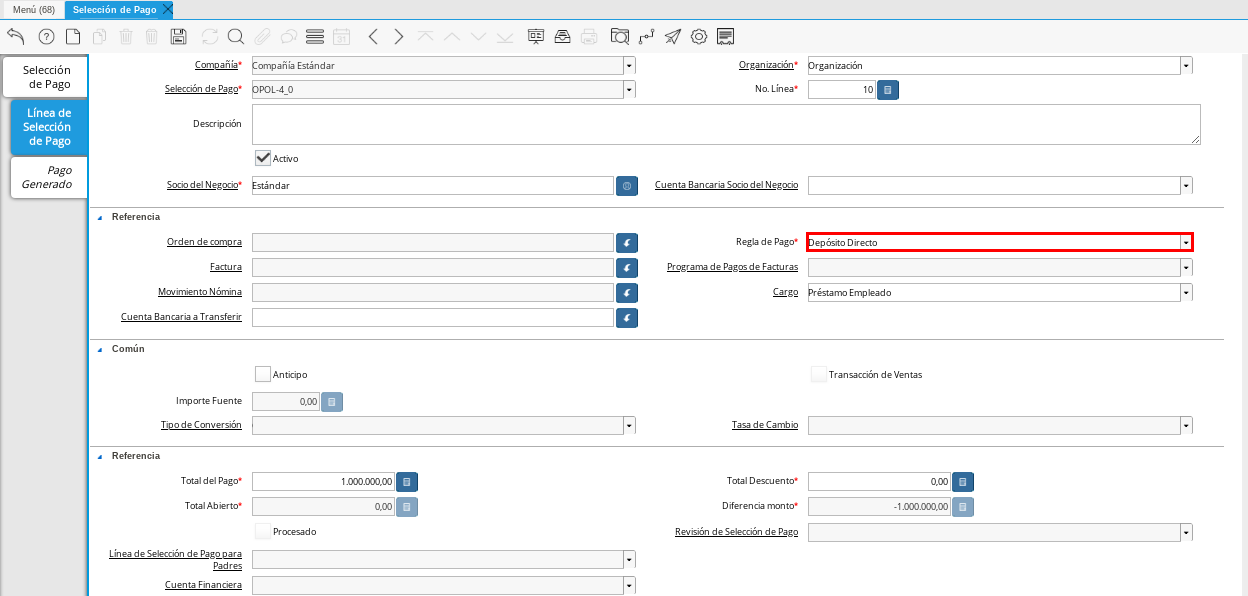 Menú (68)
Selección de Pago
Selección
de Pago
Línea de
Selección
de Pago
Pago
Generado
Compañía* Compañía Estándar
Organización* Organización
Selección de Pago* OPOL-4_0
No. Línea* 10
Descripción
Activo
Socio del Negocio* Estándar
Cuenta Bancaria Socio del Negocio
Referencia
Orden de compra
Regla de Pago* Depósito Directo
Factura
Programa de Pagos de Facturas
Movimiento Nómina
Cargo Préstamo Empleado
Cuenta Bancaria a Transferir
Común
Anticipo
Transacción de Ventas
Importe Fuente 0,00
Tipo de Conversión
Tasa de Cambio
Referencia
Total del Pago* 1.000.000,00
Total Descuento* 0,00
Total Abierto* 0,00
Diferencia monto* -1.000.000,00
Procesado
Revisión de Selección de Pago
Línea de Selección de Pago para
Padres
Cuenta Financiera